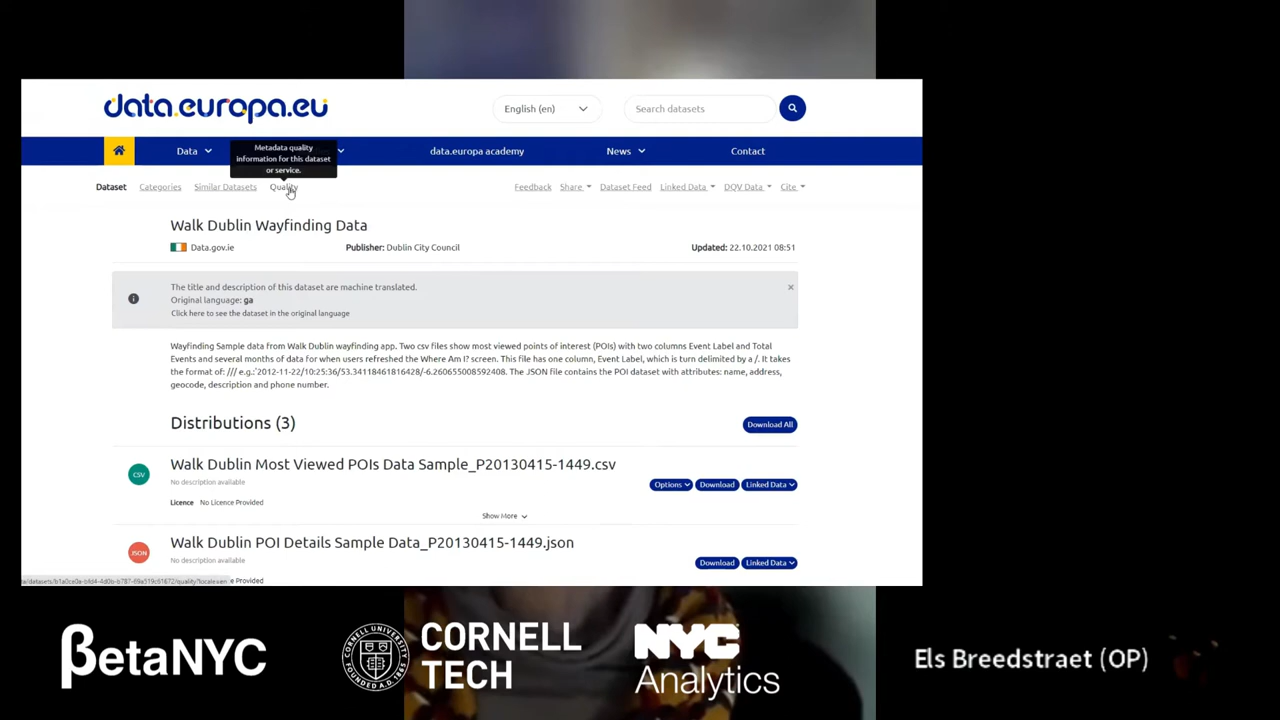 data.europa.eu
English (en)
Search datasets
Data
data.europa academy
News
Contact
Metadata quality
information for this dataset
or service.
Dataset
Categories
Similar Datasets
Quality
Feedback
Share
Dataset Feed
Linked Data
DQV Data
Cite
Walk Dublin Wayfinding Data
Data.gov.ie
Publisher: Dublin City Council
Updated: 22.10.2021 08:51
The title and description of this dataset are machine translated.
Original language: ga
Click here to see the dataset in the original language
Wayfinding Sample data from Walk Dublin wayfinding app. Two csv files show most viewed points of interest (POIs) with two columns Event Label and Total
Events and several months of data for when users refreshed the Where Am I? screen. This file has one column, Event Label, which is turn delimited by a /. It takes
the format of: /// e.g.:'2012-11-22/10:25:36/53.34118461816428/-6.260655008592408. The JSON file contains the POI dataset with attributes: name, address,
geocode, description and phone number.
Distributions (3)
Download All
CSV
Walk Dublin Most Viewed POIs Data Sample_P20130415-1449.csv
No description available
Options
Download
Linked Data
Licence No Licence Provided
Show More
JSON
Walk Dublin POI Details Sample Data_P20130415-1449.json
No description available
Download
Linked Data
e Provided
βetaNYC
CORNELL
TECH
NYC
Analytics
Els Breedstraet (OP)